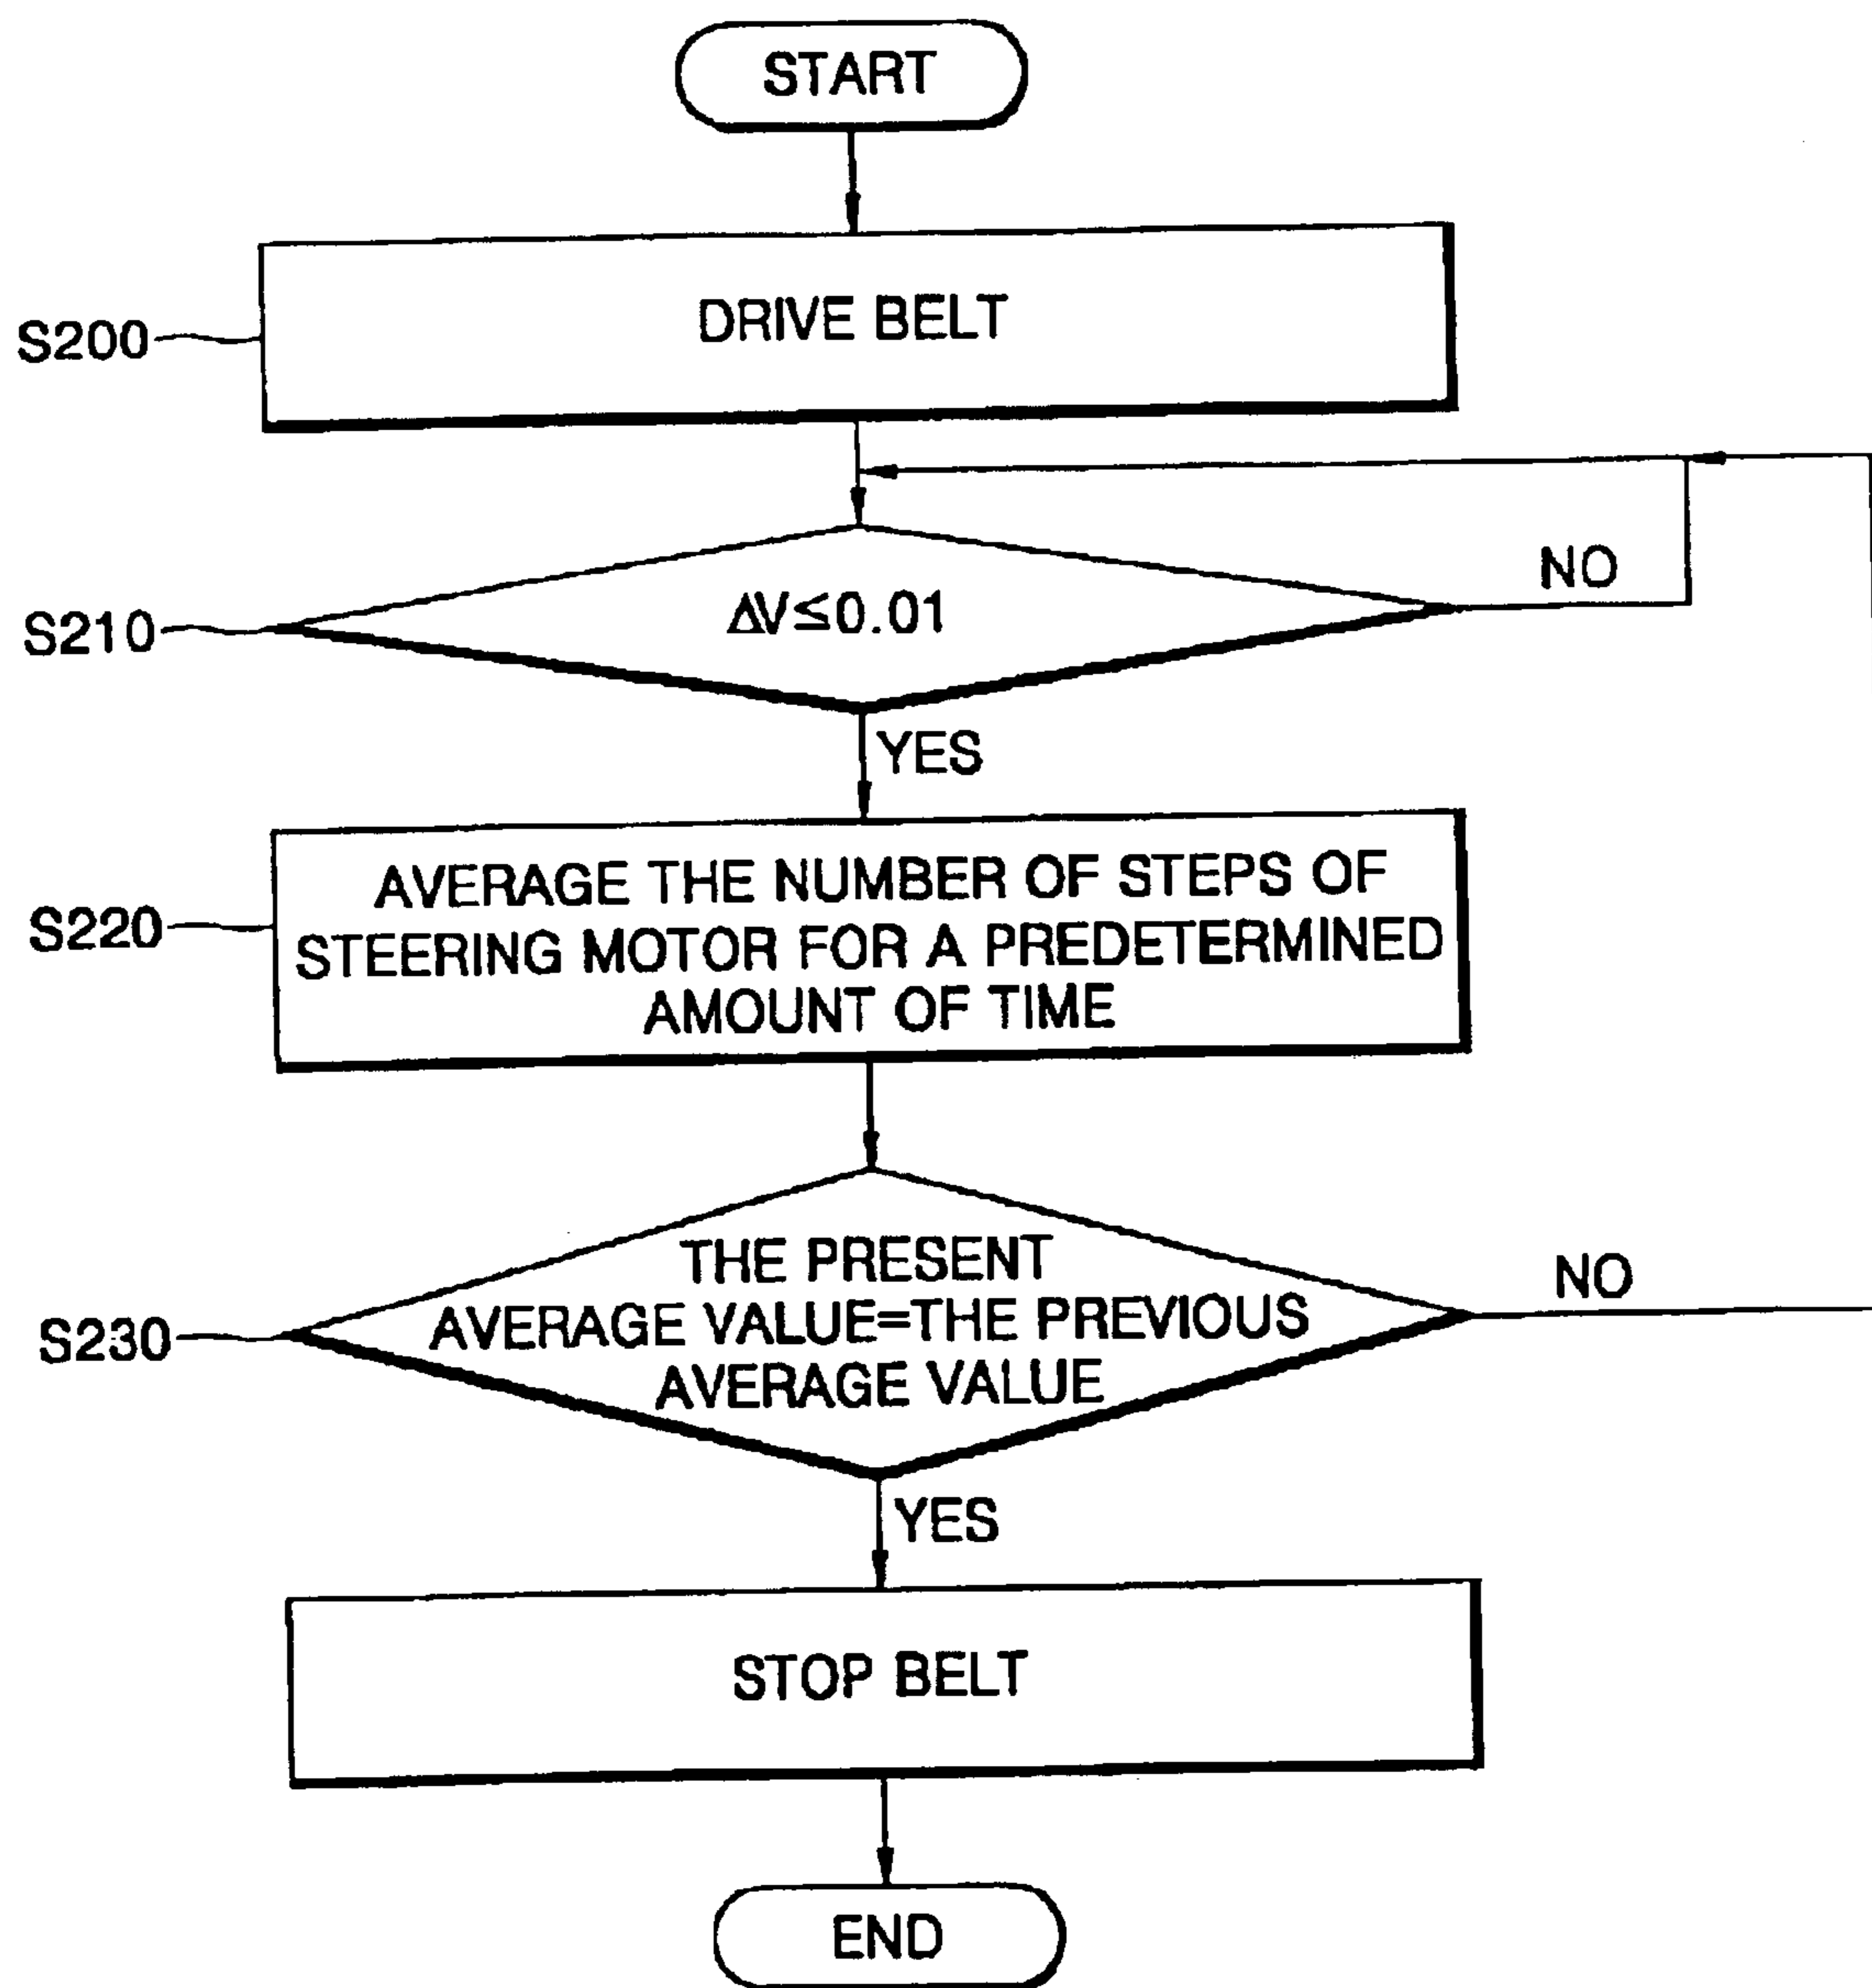 START
DRIVE BELT
S200
ΔV≤0.01
NO
S210
YES
AVERAGE THE NUMBER OF STEPS OF
STEERING MOTOR FOR A PREDETERMINED
AMOUNT OF TIME
S220
THE PRESENT
AVERAGE VALUE=THE PREVIOUS
AVERAGE VALUE
NO
S230
YES
STOP BELT
END